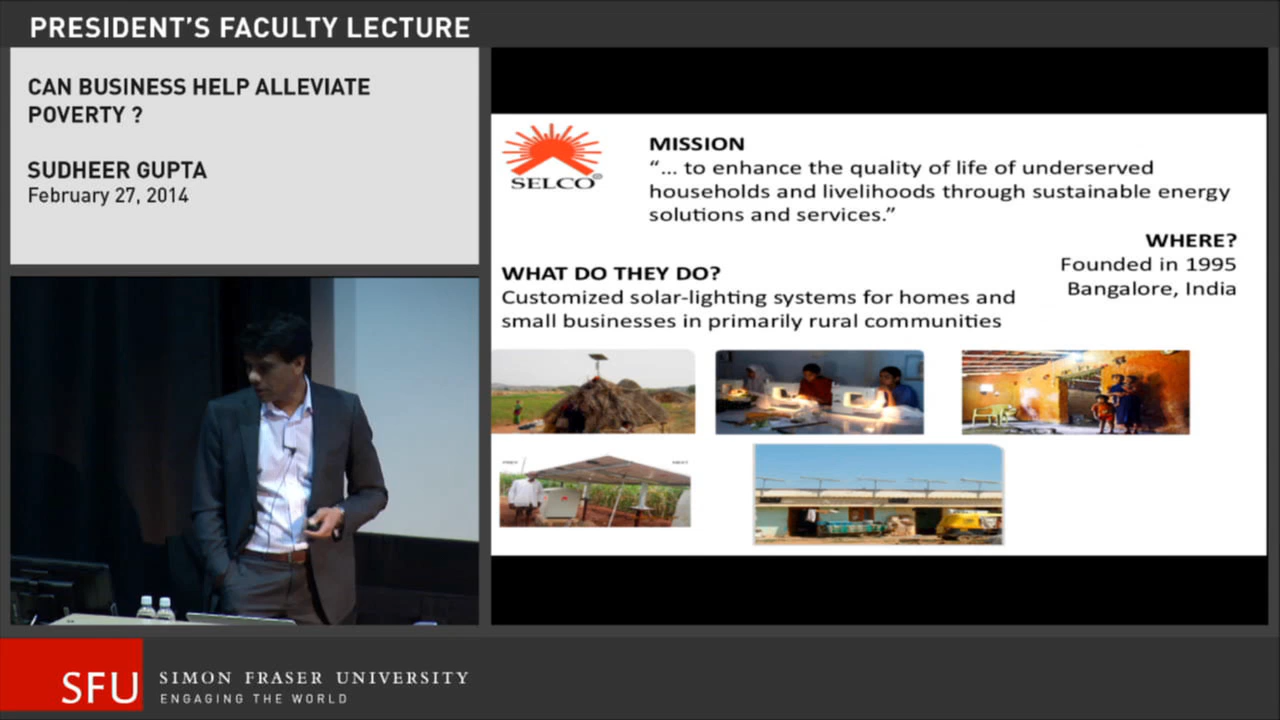 PRESIDENT'S FACULTY LECTURE
CAN BUSINESS HELP ALLEVIATE
POVERTY ?
SUDHEER GUPTA
February 27, 2014
SELCO®
MISSION
“... to enhance the quality of life of underserved
households and livelihoods through sustainable energy
solutions and services.”
WHERE?
Founded in 1995
Bangalore, India
WHAT DO THEY DO?
Customized solar-lighting systems for homes and
small businesses in primarily rural communities
SFU
SIMON FRASER UNIVERSITY
ENGAGING THE WORLD